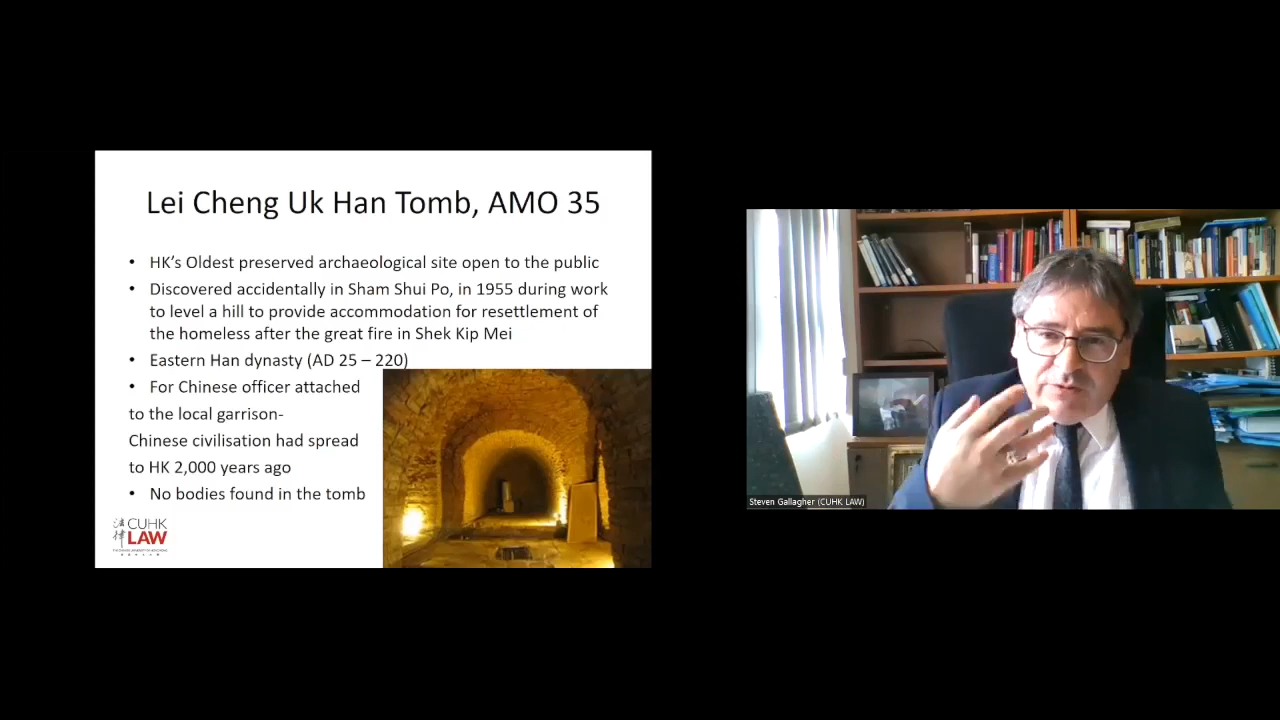 Lei Cheng Uk Han Tomb, AMO 35
• HK's Oldest preserved archaeological site open to the public
• Discovered accidentally in Sham Shui Po, in 1955 during work
to level a hill to provide accommodation for resettlement of
the homeless after the great fire in Shek Kip Mei
• Eastern Han dynasty (AD 25 – 220)
• For Chinese officer attached
to the local garrison-
Chinese civilisation had spread
to HK 2,000 years ago
• No bodies found in the tomb
法律 CUHK
LAW
Steven Gallagher (CUHK LAW)